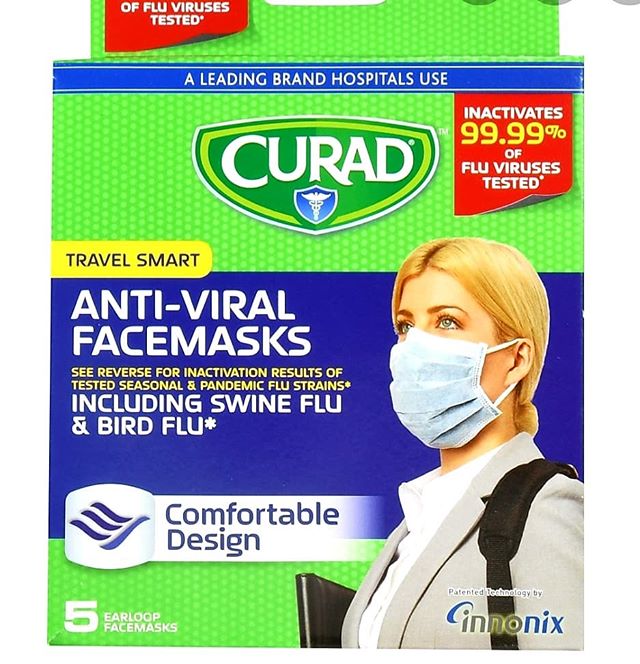 OF FLU VIRUSES
TESTED*
A LEADING BRAND HOSPITALS USE
INACTIVATES
99.99%
OF
FLU VIRUSES
TESTED*
CURAD®
™
TRAVEL SMART
ANTI-VIRAL
FACEMASKS
SEE REVERSE FOR INACTIVATION RESULTS OF
TESTED SEASONAL & PANDEMIC FLU STRAINS*
INCLUDING SWINE FLU
& BIRD FLU*
Comfortable
Design
5 EARLOOP
FACEMASKS
Patented Technology by
innonix